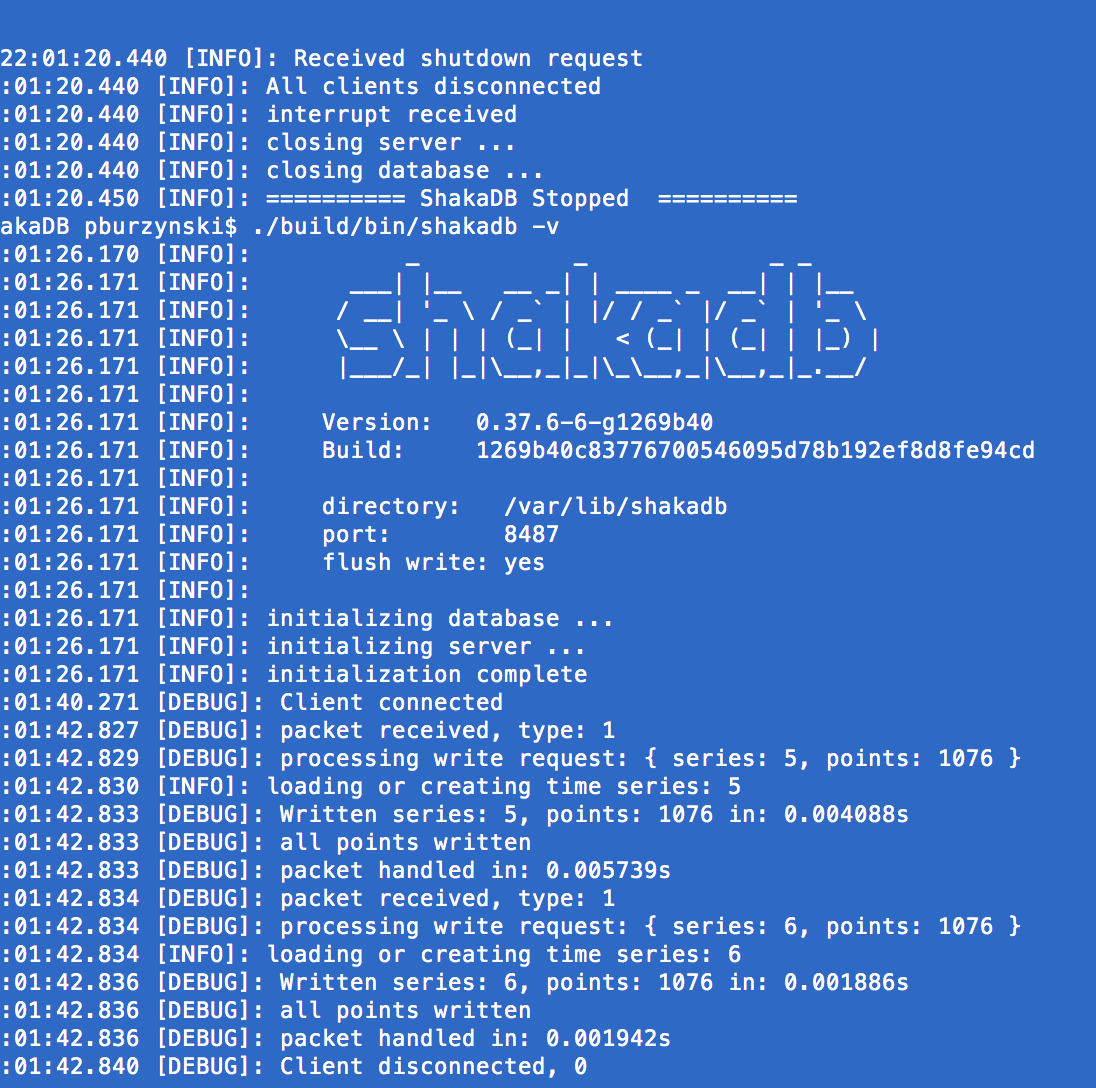 22:01:20.440 [INFO]: Received shutdown request
:01:20.440 [INFO]: All clients disconnected
:01:20.440 [INFO]: interrupt received
:01:20.440 [INFO]: closing server ...
:01:20.440 [INFO]: closing database ...
:01:20.450 [INFO]: ========== ShakaDB Stopped  ==========
akaDB pburzynski$ ./build/bin/shakadb -v
:01:26.170 [INFO]:            _           _             _ _
:01:26.171 [INFO]:        ___| |__   __ _| | ____ _  __| | |__
:01:26.171 [INFO]:       / __| '_ \ / _` | |/ / _` |/ _` | '_ \
:01:26.171 [INFO]:       \__ \ | | | (_| |   < (_| | (_| | |_) |
:01:26.171 [INFO]:       |___/_| |_|\__,_|_|\_\__,_|\__,_|_.__/
:01:26.171 [INFO]:
:01:26.171 [INFO]:     Version:   0.37.6-6-g1269b40
:01:26.171 [INFO]:     Build:     1269b40c83776700546095d78b192ef8d8fe94cd
:01:26.171 [INFO]:
:01:26.171 [INFO]:     directory:   /var/lib/shakadb
:01:26.171 [INFO]:     port:        8487
:01:26.171 [INFO]:     flush write: yes
:01:26.171 [INFO]:
:01:26.171 [INFO]: initializing database ...
:01:26.171 [INFO]: initializing server ...
:01:26.171 [INFO]: initialization complete
:01:40.271 [DEBUG]: Client connected
:01:42.827 [DEBUG]: packet received, type: 1
:01:42.829 [DEBUG]: processing write request: { series: 5, points: 1076 }
:01:42.830 [INFO]: loading or creating time series: 5
:01:42.833 [DEBUG]: Written series: 5, points: 1076 in: 0.004088s
:01:42.833 [DEBUG]: all points written
:01:42.833 [DEBUG]: packet handled in: 0.005739s
:01:42.834 [DEBUG]: packet received, type: 1
:01:42.834 [DEBUG]: processing write request: { series: 6, points: 1076 }
:01:42.834 [INFO]: loading or creating time series: 6
:01:42.836 [DEBUG]: Written series: 6, points: 1076 in: 0.001886s
:01:42.836 [DEBUG]: all points written
:01:42.836 [DEBUG]: packet handled in: 0.001942s
:01:42.840 [DEBUG]: Client disconnected, 0